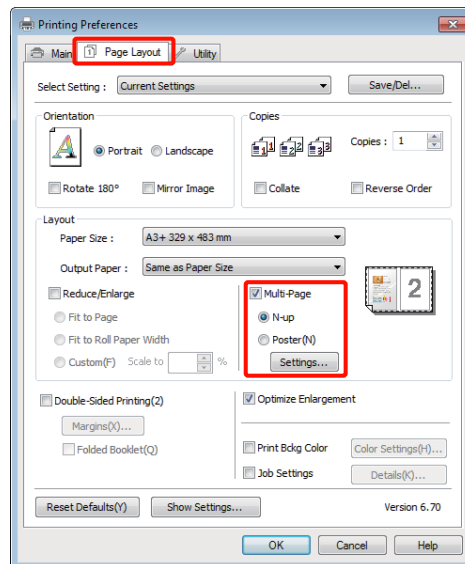 Printing Preferences
Main Page Layout Utility
Select Setting : Current Settings Save/Del...
Orientation Copies
Portrait Landscape Copies : 1
Rotate 180° Mirror Image Collate Reverse Order
Layout
Paper Size : A3+ 329 x 483 mm
Output Paper : Same as Paper Size
Reduce/Enlarge Multi-Page 2
Fit to Page N-up
Fit to Roll Paper Width Poster(N)
Custom(F) Scale to % Settings...
Double-Sided Printing(2) Optimize Enlargement
Margins(X)...
Folded Booklet(Q) Print Bckg Color Color Settings(H)...
Job Settings Details(K)...
Reset Defaults(Y) Show Settings... Version 6.70
OK Cancel Help